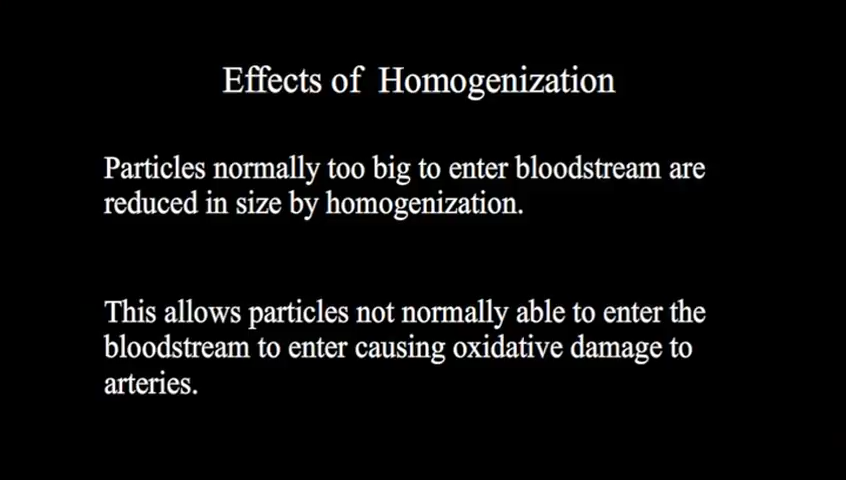 Effects of Homogenization
Particles normally too big to enter bloodstream are
reduced in size by homogenization.
This allows particles not normally able to enter the
bloodstream to enter causing oxidative damage to
arteries.